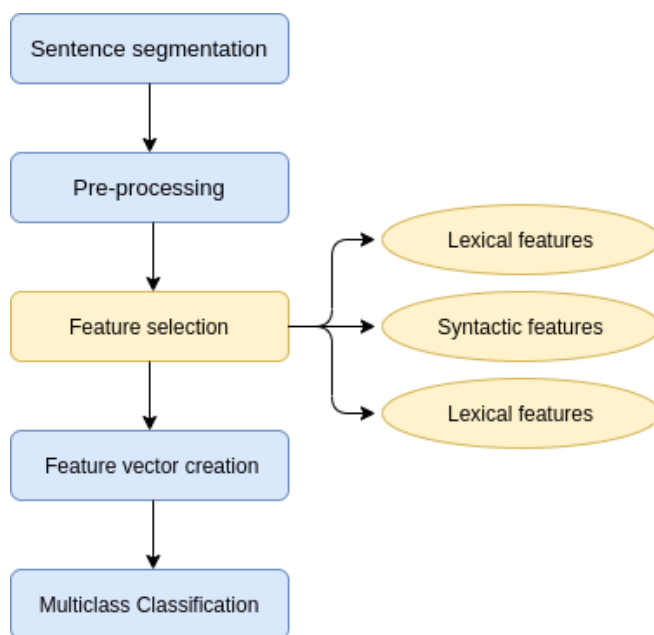 Sentence segmentation
Pre-processing
Lexical features
Feature selection
Syntactic features
Lexical features
Feature vector creation
Multiclass Classification